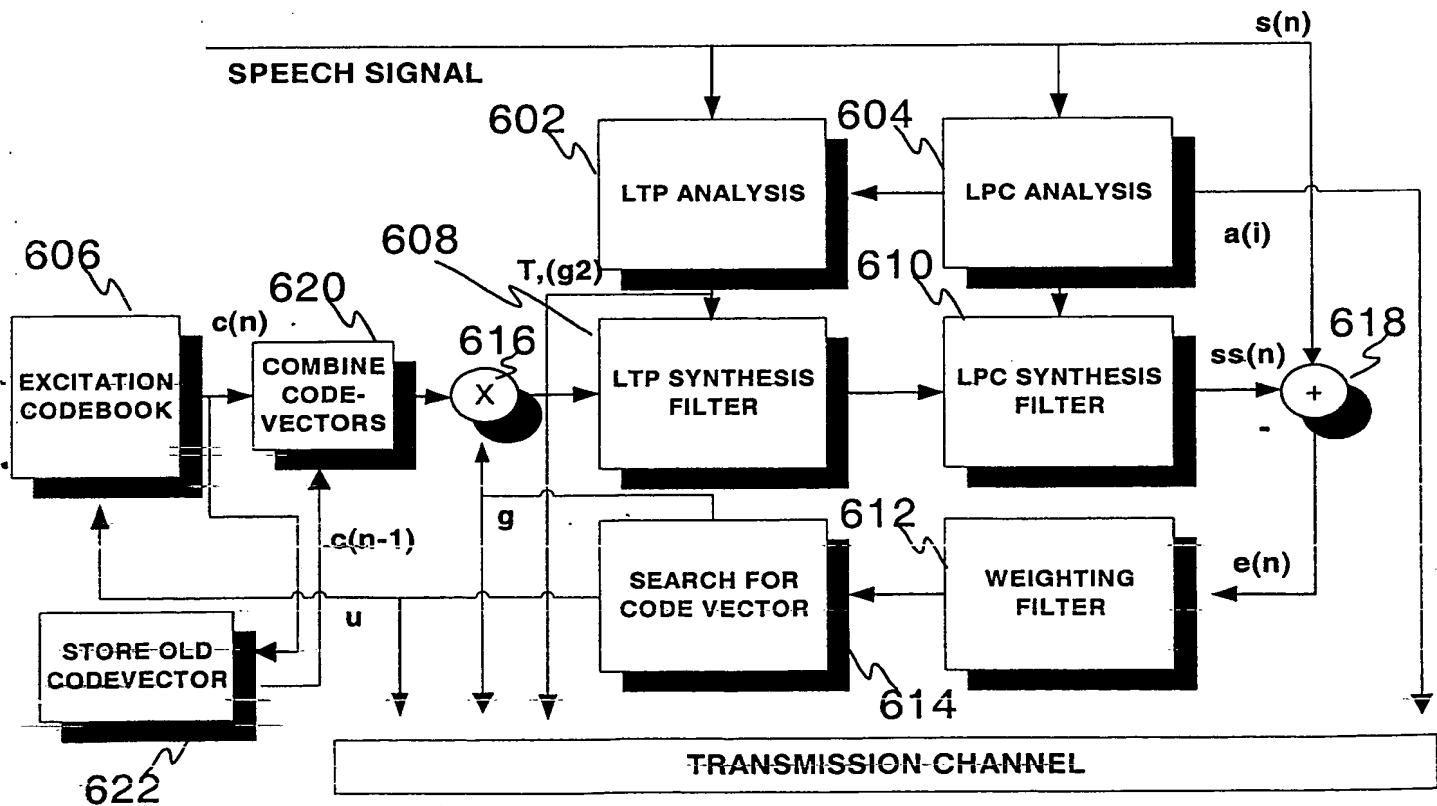 s(n)
SPEECH SIGNAL
602
604
LTP ANALYSIS
LPC ANALYSIS
a(i)
606
608
T,(g2)
610
620
c(n)
616
618
EXCITATION
CODEBOOK
COMBINE
CODE-
VECTORS
X
LTP SYNTHESIS
FILTER
LPC SYNTHESIS
FILTER
ss(n)
+
-
g
612
c(n-1)
e(n)
SEARCH FOR
CODE VECTOR
WEIGHTING
FILTER
u
STORE OLD
CODEVECTOR
614
622
TRANSMISSION CHANNEL